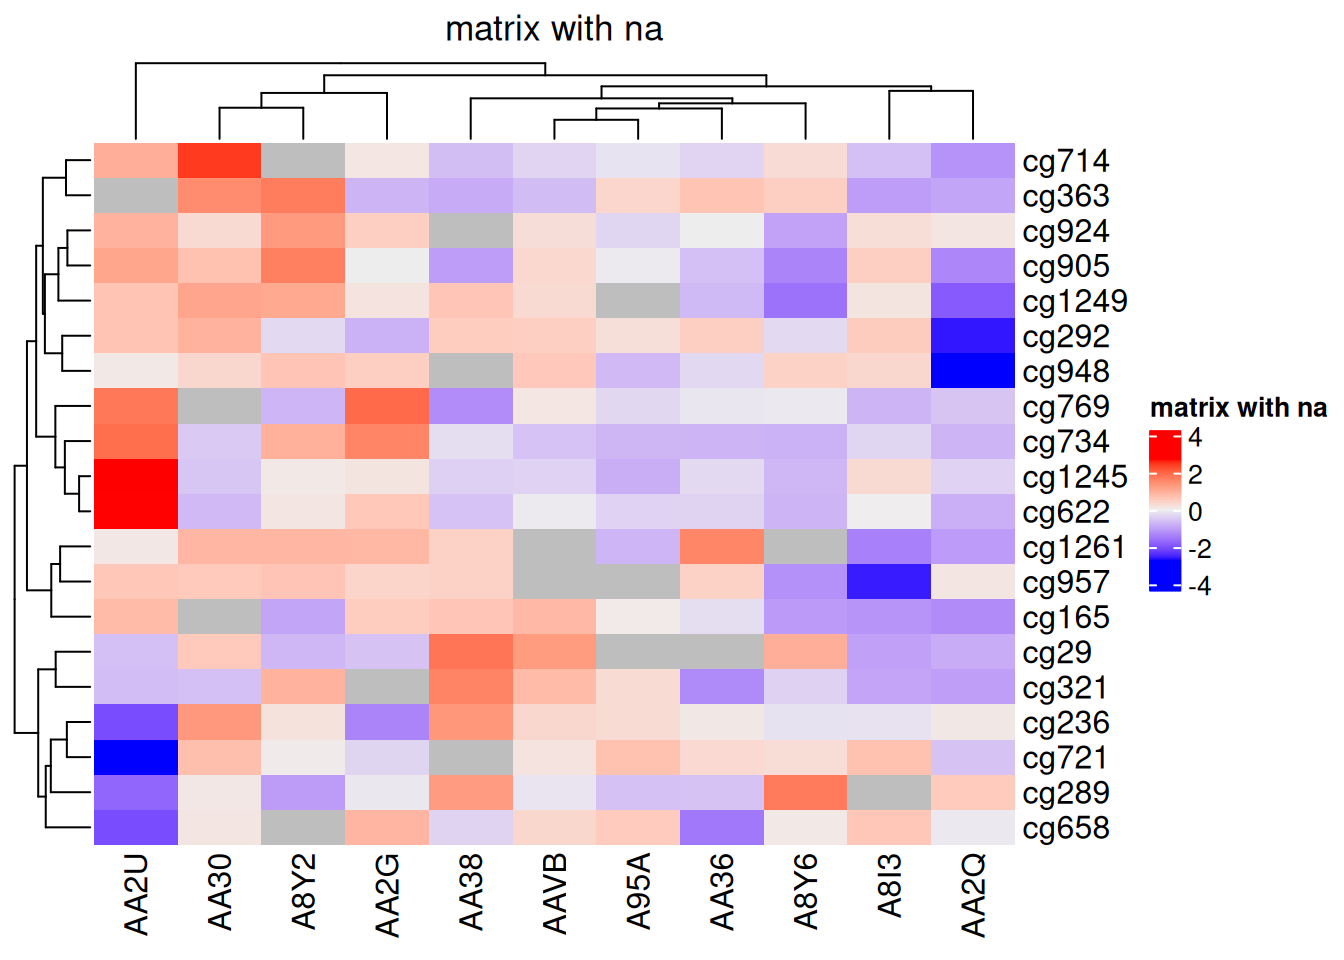 matrix with na
cg714
cg363
cg924
cg905
cg1249
cg292
cg948
cg769
cg734
cg1245
cg622
cg1261
cg957
cg165
cg29
cg321
cg236
cg721
cg289
cg658
matrix with na
4
2
0
-2
-4
AA2U
AA30
A8Y2
AA2G
AA38
AAVB
A95A
AA36
A8Y6
A8I3
AA2Q